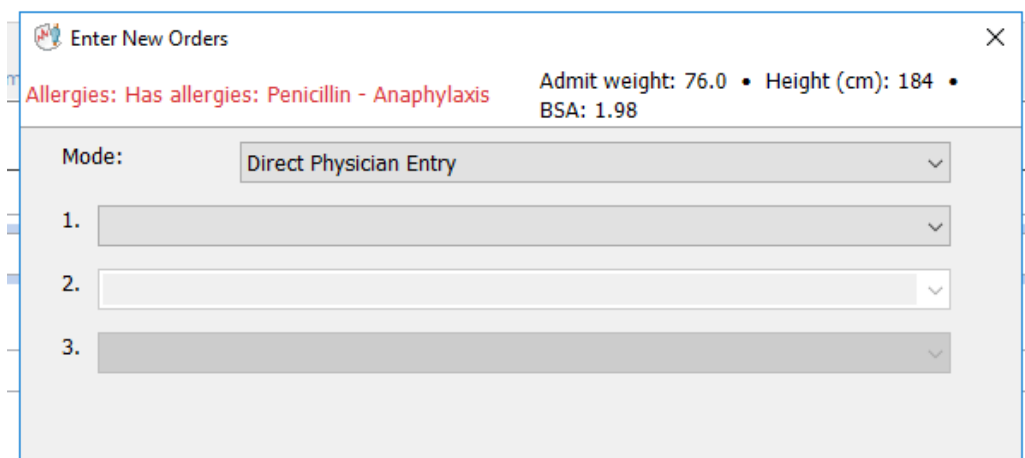 Enter New Orders
Allergies: Has allergies: Penicillin - Anaphylaxis
Admit weight: 76.0 • Height (cm): 184 •
BSA: 1.98
Mode:
Direct Physician Entry
1.
2.
3.